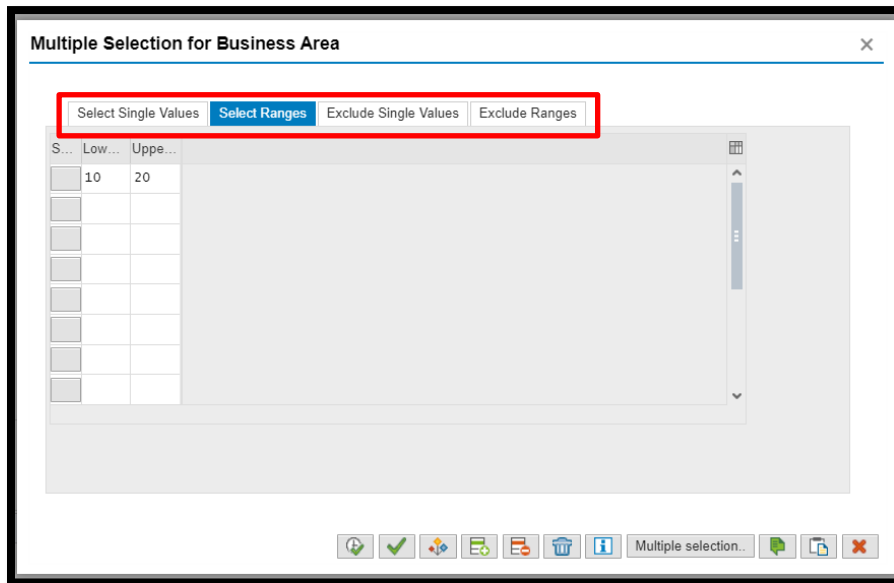 Multiple Selection for Business Area
Select Single Values Select Ranges Exclude Single Values Exclude Ranges
S... Low... Uppe...
10 20
Multiple selection..